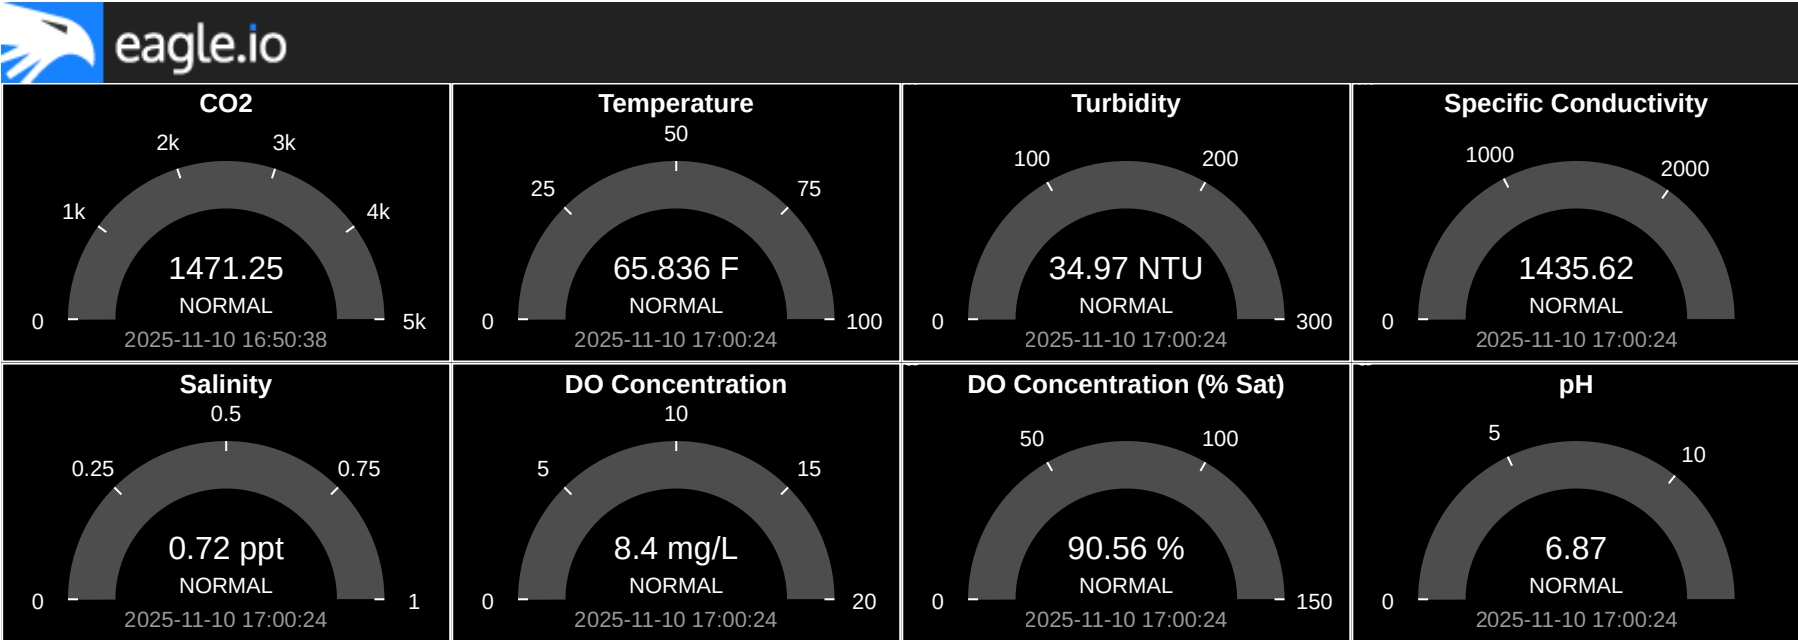 eagle.io
CO2
2k 3k
1k 4k
1471.25
NORMAL
0 5k
2025-11-10 16:50:38
Temperature
50
25 75
65.836 F
NORMAL
0 100
2025-11-10 17:00:24
Turbidity
100 200
34.97 NTU
NORMAL
0 300
2025-11-10 17:00:24
Specific Conductivity
1000 2000
1435.62
NORMAL
0
2025-11-10 17:00:24
Salinity
0.5
0.25 0.75
0.72 ppt
NORMAL
0 1
2025-11-10 17:00:24
DO Concentration
10
5 15
8.4 mg/L
NORMAL
0 20
2025-11-10 17:00:24
DO Concentration (% Sat)
50 100
90.56 %
NORMAL
0 150
2025-11-10 17:00:24
pH
5 10
6.87
NORMAL
0
2025-11-10 17:00:24